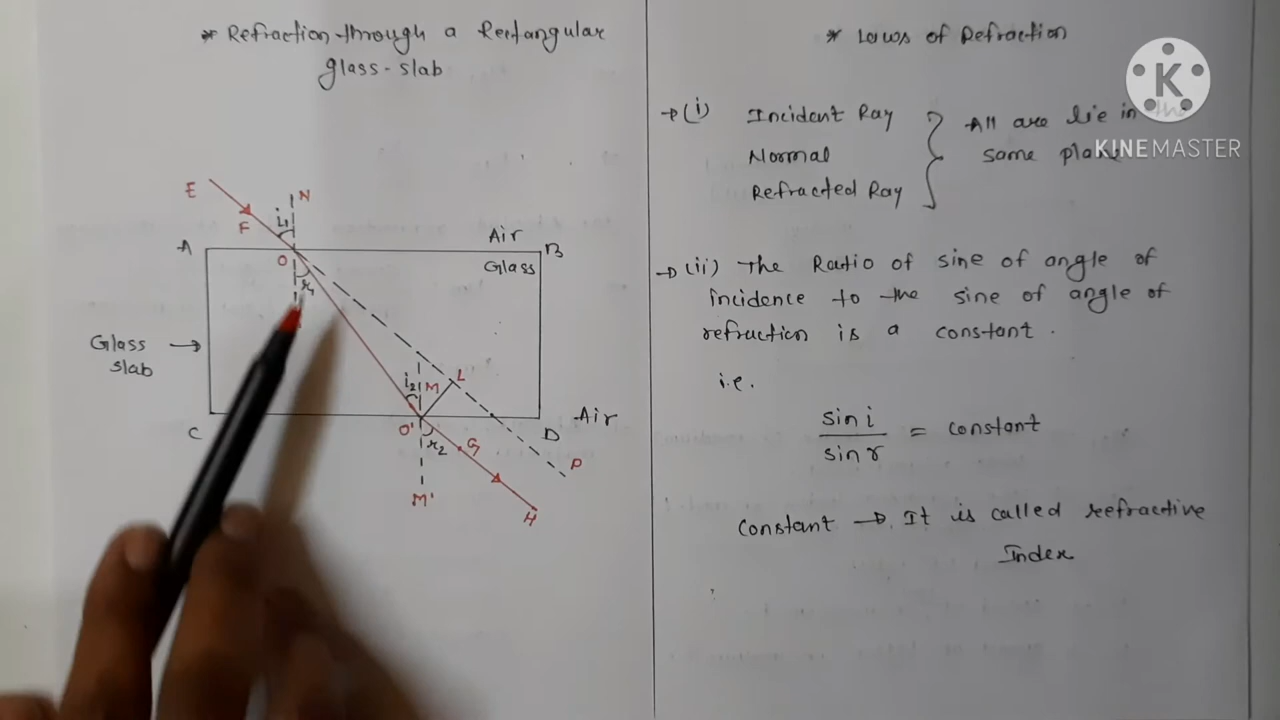 * Refraction through a Rectangular
glass-slab
E
N
i₁
F
A
Air
B
O
Glass
r₁
Glass
slab
i₂
M
L
Air
C
O'
r₂
G
D
P
M'
H
* Laws of Refraction
→ (i) Incident Ray
Normal
Refracted Ray
All are lie in the
same plane
→ (ii) The Ratio of sine of angle of
incidence to the sine of angle of
refraction is a constant.
i.e.
sin i
sin r
= constant
Constant → It is called refractive
Index
K
KINEMASTER